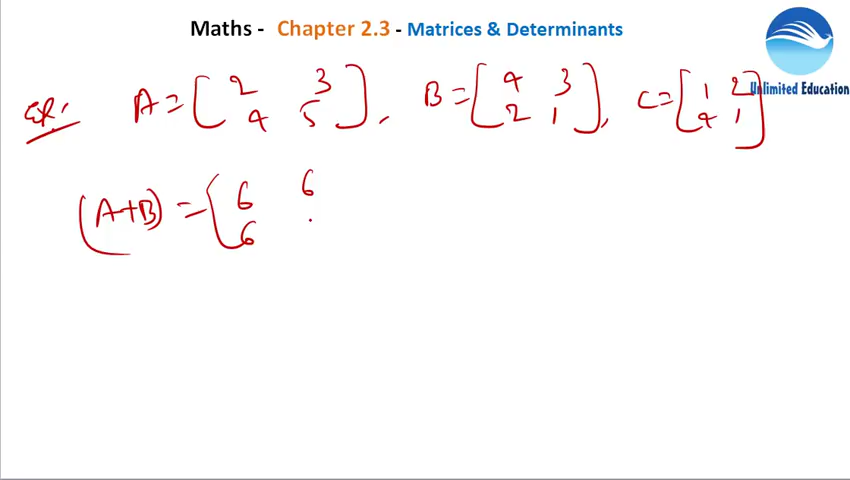 Maths - Chapter 2.3 - Matrices & Determinants
Unlimited Education
Ex: A = [ 2 3 , B = [ 4 3 , C = [ 1 2
4 5 ] 2 1 ] 4 1 ]
(A+B) = [ 6 6
6